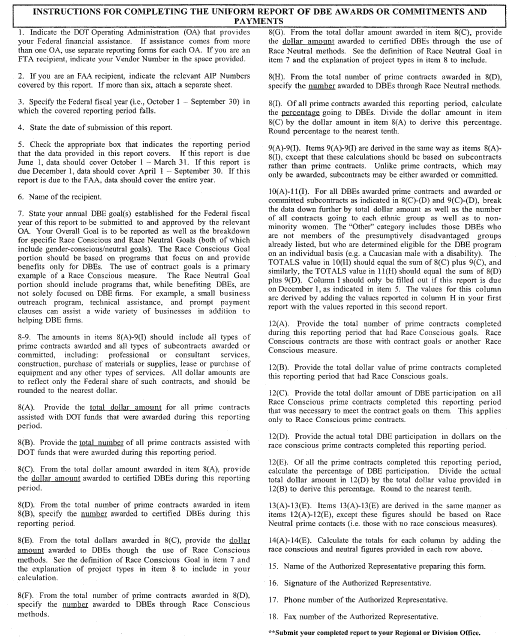 INSTRUCTIONS FOR COMPLETING THE UNIFORM REPORT OF DBE AWARDS OR COMMITMENTS AND
PAYMENTS
1. Indicate the DOT Operating Administration (OA) that provides
your Federal financial assistance. If assistance comes from more
than one OA, use separate reporting forms for each OA. If you are an
FTA recipient, indicate your Vendor Number in the space provided.
2. If you are an FAA recipient, indicate the relevant AIP Numbers
covered by this report. If more than six, attach a separate sheet.
3. Specify the Federal fiscal year (i.e., October 1 – September 30) in
which the covered reporting period falls.
4. State the date of submission of this report.
5. Check the appropriate box that indicates the reporting period
that the data provided in this report covers. If this report is due
June 1, data should cover October 1 – March 31. If this report is
due December 1, data should cover April 1 – September 30. If this
report is due to the FAA, data should cover the entire year.
6. Name of the recipient.
7. State your annual DBE goal(s) established for the Federal fiscal
year of this report to be submitted to and approved by the relevant
OA. Your Overall Goal is to be reported as well as the breakdown
for specific Race Conscious and Race Neutral Goals (both of which
include gender-conscious/neutral goals). The Race Conscious Goal
portion should be based on programs that focus on and provide
benefits only for DBEs. The use of contract goals is a primary
example of a Race Conscious measure. The Race Neutral Goal
portion should include programs that, while benefiting DBEs, are
not solely focused on DBE firms. For example, a small business
outreach program, technical assistance, and prompt payment
clauses can assist a wide variety of businesses in addition to
helping DBE firms.
8-9. The amounts in items 8(A)-9(I) should include all types of
prime contracts awarded and all types of subcontracts awarded or
committed, including: professional or consultant services,
construction, purchase of materials or supplies, lease or purchase of
equipment and any other types of services. All dollar amounts are
to reflect only the Federal share of such contracts, and should be
rounded to the nearest dollar.
8(A). Provide the total dollar amount for all prime contracts
assisted with DOT funds that were awarded during this reporting
period.
8(B). Provide the total number of all prime contracts assisted with
DOT funds that were awarded during this reporting period.
8(C). From the total dollar amount awarded in item 8(A), provide
the dollar amount awarded to certified DBEs during this reporting
period.
8(D). From the total number of prime contracts awarded in item
8(B), specify the number awarded to certified DBEs during this
reporting period.
8(E). From the total dollars awarded in 8(C), provide the dollar
amount awarded to DBEs though the use of Race Conscious
methods. See the definition of Race Conscious Goal in item 7 and
the explanation of project types in item 8 to include in your
calculation.
8(F). From the total number of prime contracts awarded in 8(D),
specify the number awarded to DBEs through Race Conscious
methods.
8(G). From the total dollar amount awarded in item 8(C), provide
the dollar amount awarded to certified DBEs through the use of
Race Neutral methods. See the definition of Race Neutral Goal in
item 7 and the explanation of project types in item 8 to include.
8(H). From the total number of prime contracts awarded in 8(D),
specify the number awarded to DBEs through Race Neutral methods.
8(I). Of all prime contracts awarded this reporting period, calculate
the percentage going to DBEs. Divide the dollar amount in item
8(C) by the dollar amount in item 8(A) to derive this percentage.
Round percentage to the nearest tenth.
9(A)-9(I). Items 9(A)-9(I) are derived in the same way as items 8(A)-
8(I), except that these calculations should be based on subcontracts
rather than prime contracts. Unlike prime contracts, which may
only be awarded, subcontracts may be either awarded or committed.
10(A)-11(I). For all DBEs awarded prime contracts and awarded or
committed subcontracts as indicated in 8(C)-(D) and 9(C)-(D), break
the data down further by total dollar amount as well as the number
of all contracts going to each ethnic group as well as to non-
minority women. The "Other" category includes those DBEs who
are not members of the presumptively disadvantaged groups
already listed, but who are determined eligible for the DBE program
on an individual basis (e.g. a Caucasian male with a disability). The
TOTALS value in 10(H) should equal the sum of 8(C) plus 9(C), and
similarly, the TOTALS value in 11(H) should equal the sum of 8(D)
plus 9(D). Column I should only be filled out if this report is due
on December 1, as indicated in item 5. The values for this column
are derived by adding the values reported in column H in your first
report with the values reported in this second report.
12(A). Provide the total number of prime contracts completed
during this reporting period that had Race Conscious goals. Race
Conscious contracts are those with contract goals or another Race
Conscious measure.
12(B). Provide the total dollar value of prime contracts completed
this reporting period that had Race Conscious goals.
12(C). Provide the total dollar amount of DBE participation on all
Race Conscious prime contracts completed this reporting period
that was necessary to meet the contract goals on them. This applies
only to Race Conscious prime contracts.
12(D). Provide the actual total DBE participation in dollars on the
race conscious prime contracts completed this reporting period.
12(E). Of all the prime contracts completed this reporting period,
calculate the percentage of DBE participation. Divide the actual
total dollar amount in 12(D) by the total dollar value provided in
12(B) to derive this percentage. Round to the nearest tenth.
13(A)-13(E). Items 13(A)-13(E) are derived in the same manner as
items 12(A)-12(E), except these figures should be based on Race
Neutral prime contracts (i.e. those with no race conscious measures).
14(A)-14(E). Calculate the totals for each column by adding the
race conscious and neutral figures provided in each row above.
15. Name of the Authorized Representative preparing this form.
16. Signature of the Authorized Representative.
17. Phone number of the Authorized Representative.
18. Fax number of the Authorized Representative.
**Submit your completed report to your Regional or Division Office.